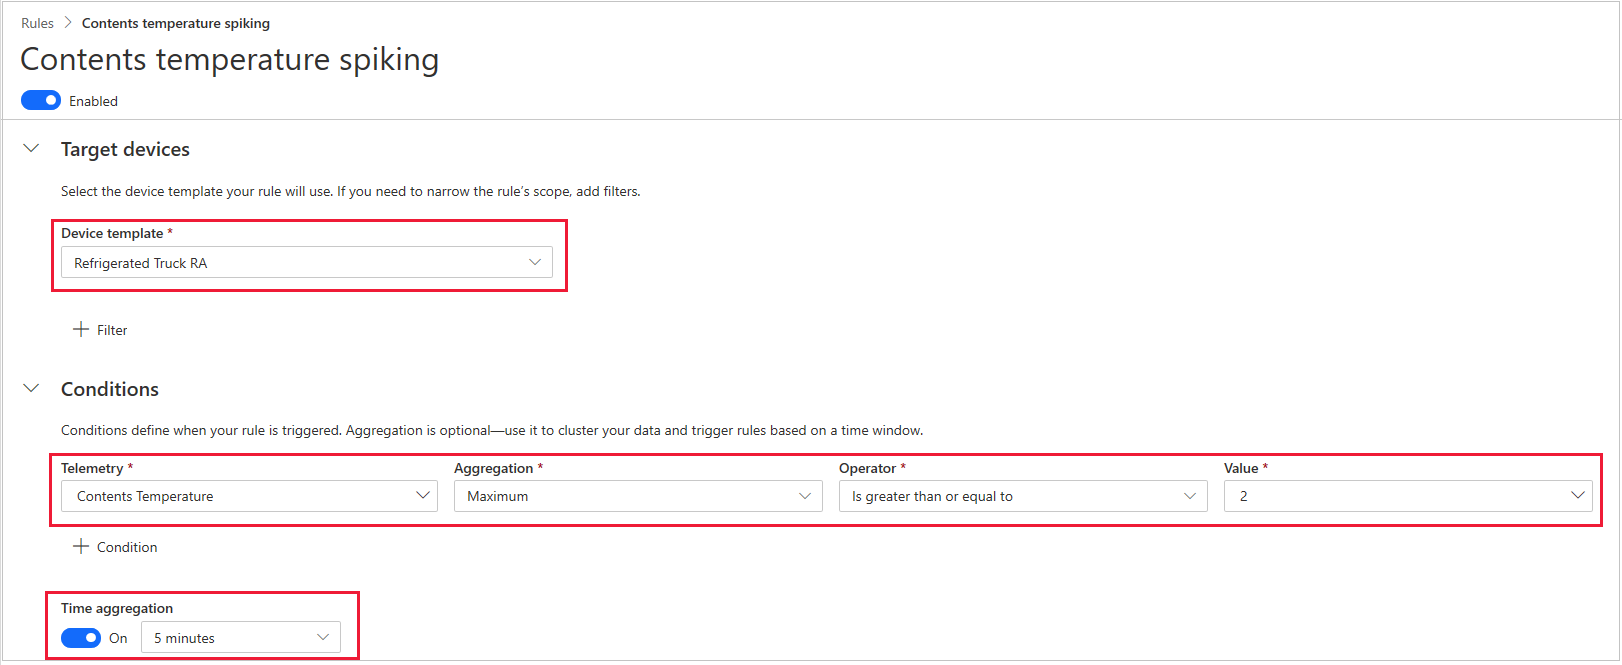 Rules > Contents temperature spiking
Contents temperature spiking
Enabled
Target devices
Select the device template your rule will use. If you need to narrow the rule's scope, add filters.
Device template *
Refrigerated Truck RA
+ Filter
Conditions
Conditions define when your rule is triggered. Aggregation is optional—use it to cluster your data and trigger rules based on a time window.
Telemetry * Aggregation * Operator * Value *
Contents Temperature Maximum Is greater than or equal to 2
+ Condition
Time aggregation
On 5 minutes